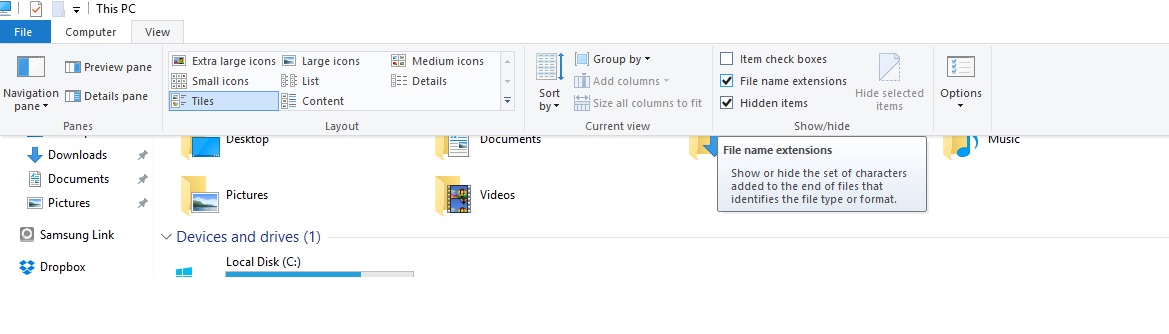 This PC
File Computer View
Extra large icons Large icons Medium icons
Group by
Item check boxes
Preview pane
Small icons List Details
Add columns
File name extensions
Navigation pane
Details pane
Tiles Content
Sort by
Size all columns to fit
Hidden items
Hide selected items
Options
Panes Layout Current view Show/hide
Desktop Documents Music
File name extensions
Show or hide the set of characters
added to the end of files that
identifies the file type or format.
Downloads
Documents
Pictures
Pictures Videos
Samsung Link
Devices and drives (1)
Dropbox
Local Disk (C:)